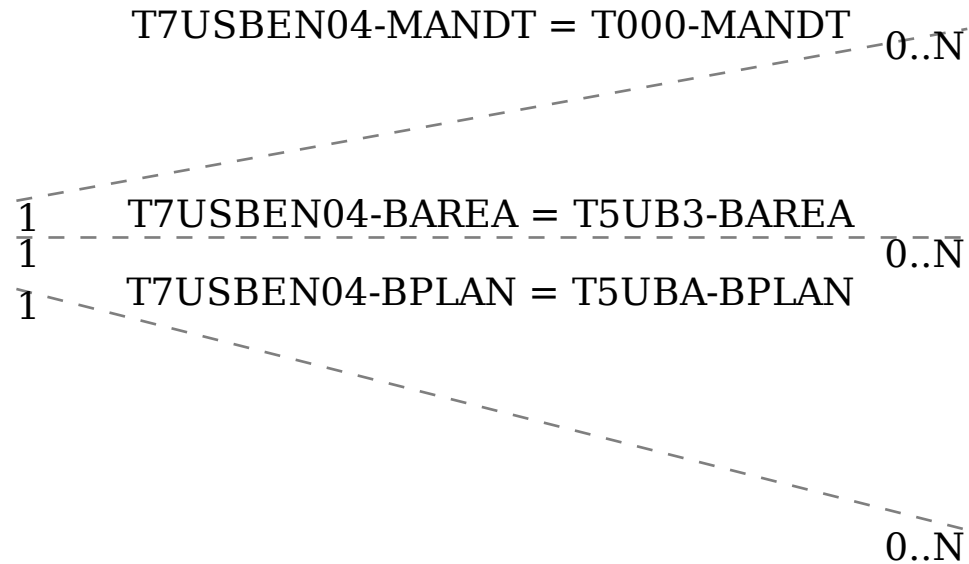 T7USBEN04-MANDT = T000-MANDT
0..N
1
T7USBEN04-BAREA = T5UB3-BAREA
1
0..N
T7USBEN04-BPLAN = T5UBA-BPLAN
1
0..N